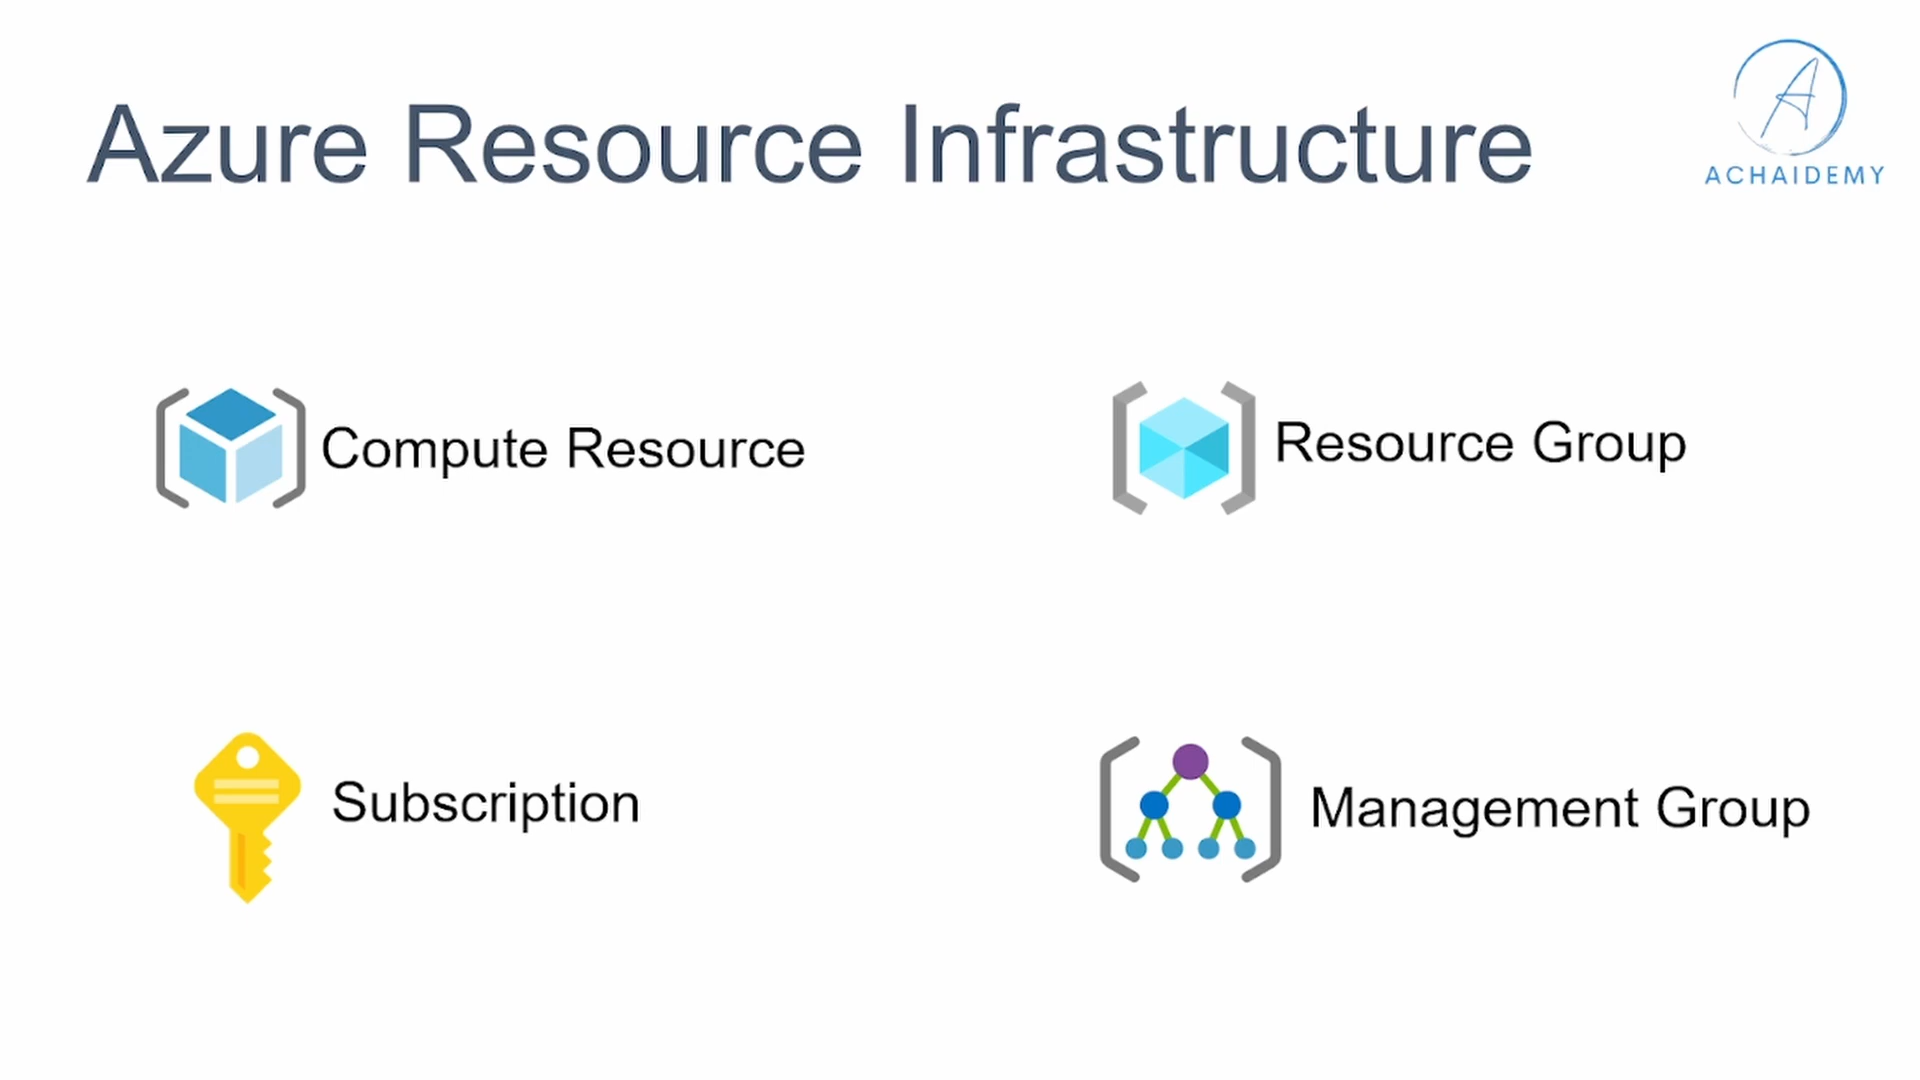 Azure Resource Infrastructure
A
ACHAIDEMY
Compute Resource
Resource Group
Subscription
Management Group